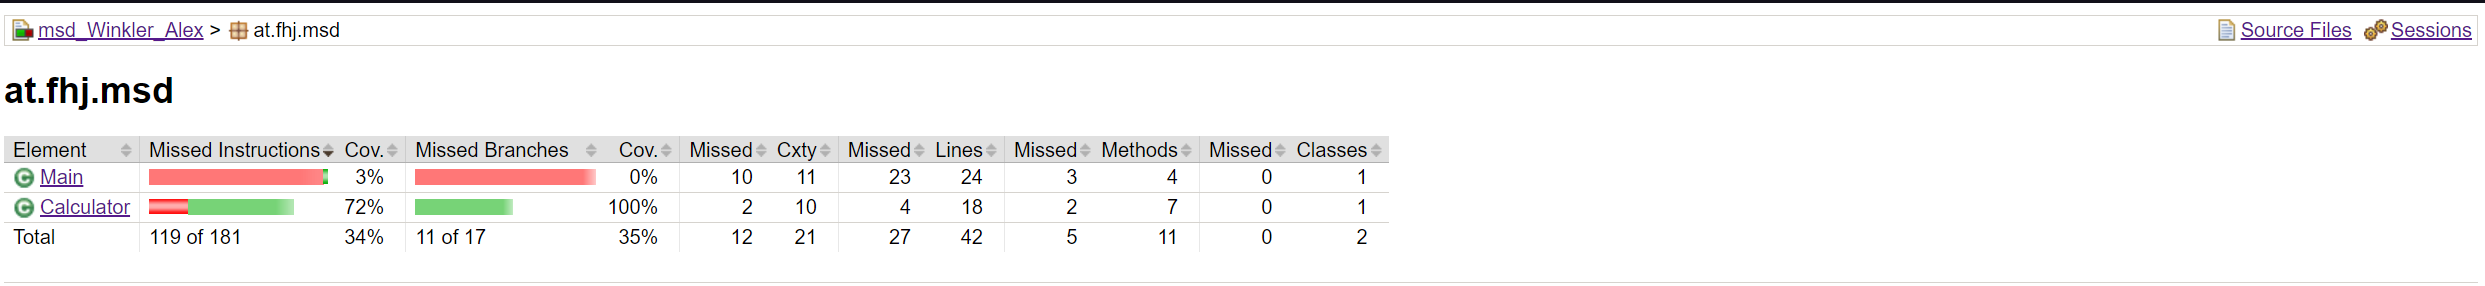 msd_Winkler_Alex > at.fhj.msd Source Files Sessions
at.fhj.msd
Element Missed Instructions Cov. Missed Branches Cov. Missed Cxty Missed Lines Missed Methods Missed Classes
C Main 3% 0% 10 11 23 24 3 4 0 1
C Calculator 72% 100% 2 10 4 18 2 7 0 1
Total 119 of 181 34% 11 of 17 35% 12 21 27 42 5 11 0 2